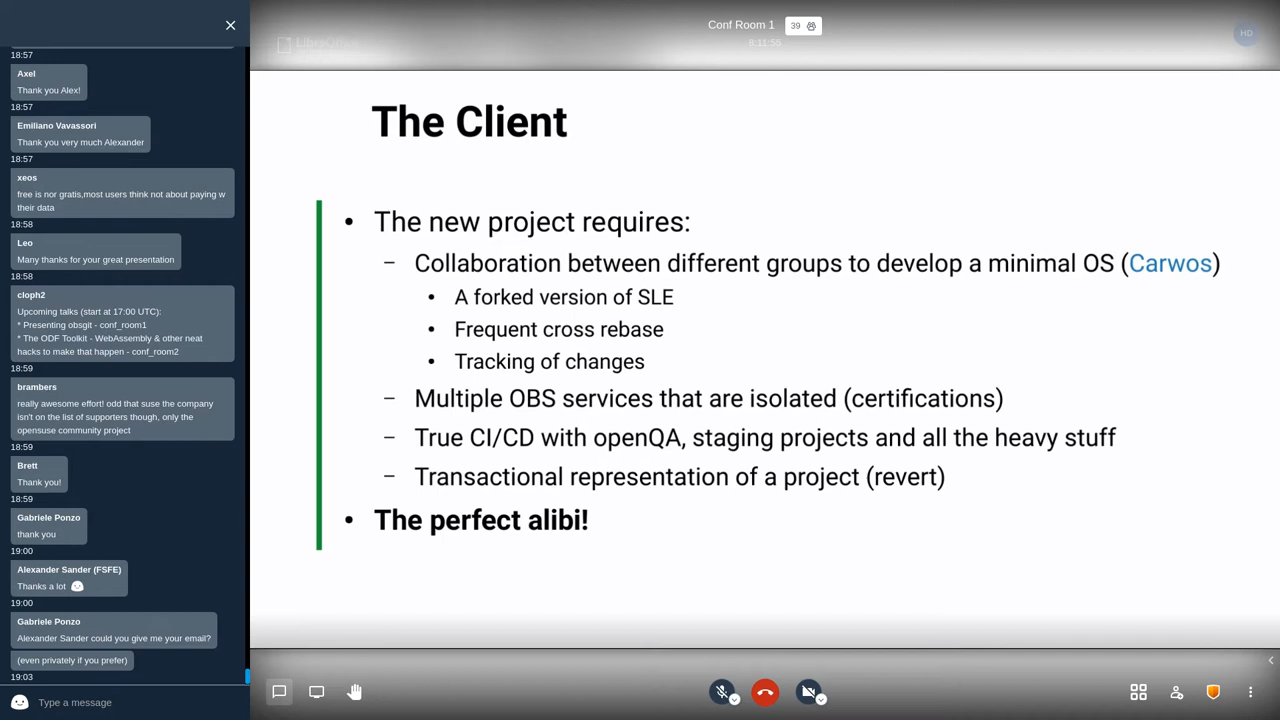 18:57
Axel
Thank you Alex!
18:57
Emiliano Vavassori
Thank you very much Alexander
18:57
xeos
free is nor gratis,most users think not about paying w
their data
18:58
Leo
Many thanks for your great presentation
18:58
cloph2
Upcoming talks (start at 17:00 UTC):
* Presenting obsgit - conf_room1
* The ODF Toolkit - WebAssembly & other neat
hacks to make that happen - conf_room2
18:59
brambers
really awesome effort! odd that suse the company
isn't on the list of supporters though, only the
opensuse community project
18:59
Brett
Thank you!
18:59
Gabriele Ponzo
thank you
19:00
Alexander Sander (FSFE)
Thanks a lot
19:00
Gabriele Ponzo
Alexander Sander could you give me your email?
(even privately if you prefer)
19:03
Type a message
Conf Room 1
39
8:11:55
HD
The Client
• The new project requires:
– Collaboration between different groups to develop a minimal OS (Carwos)
• A forked version of SLE
• Frequent cross rebase
• Tracking of changes
– Multiple OBS services that are isolated (certifications)
– True CI/CD with openQA, staging projects and all the heavy stuff
– Transactional representation of a project (revert)
• The perfect alibi!